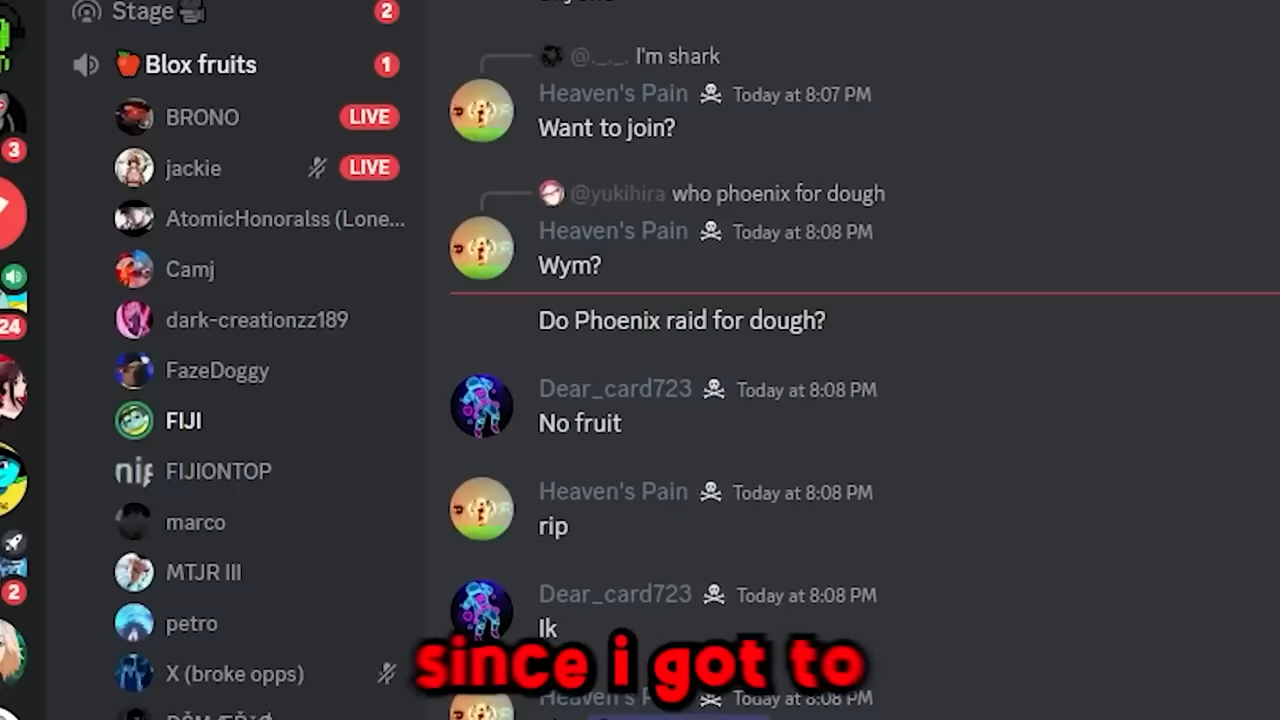 Stage
2
Blox fruits
1
BRONO
LIVE
jackie
LIVE
AtomicHonoralss (Lone...
Camj
dark-creationzz189
FazeDoggy
FIJI
FIJIONTOP
marco
MTJR III
petro
X (broke opps)
3
24
2
@._._. I'm shark
Heaven's Pain Today at 8:07 PM
Want to join?
@yukihira who phoenix for dough
Heaven's Pain Today at 8:08 PM
Wym?
Do Phoenix raid for dough?
Dear_card723 Today at 8:08 PM
No fruit
Heaven's Pain Today at 8:08 PM
rip
Dear_card723 Today at 8:08 PM
Ik
since i got to
Heaven's P Today at 8:08 PM